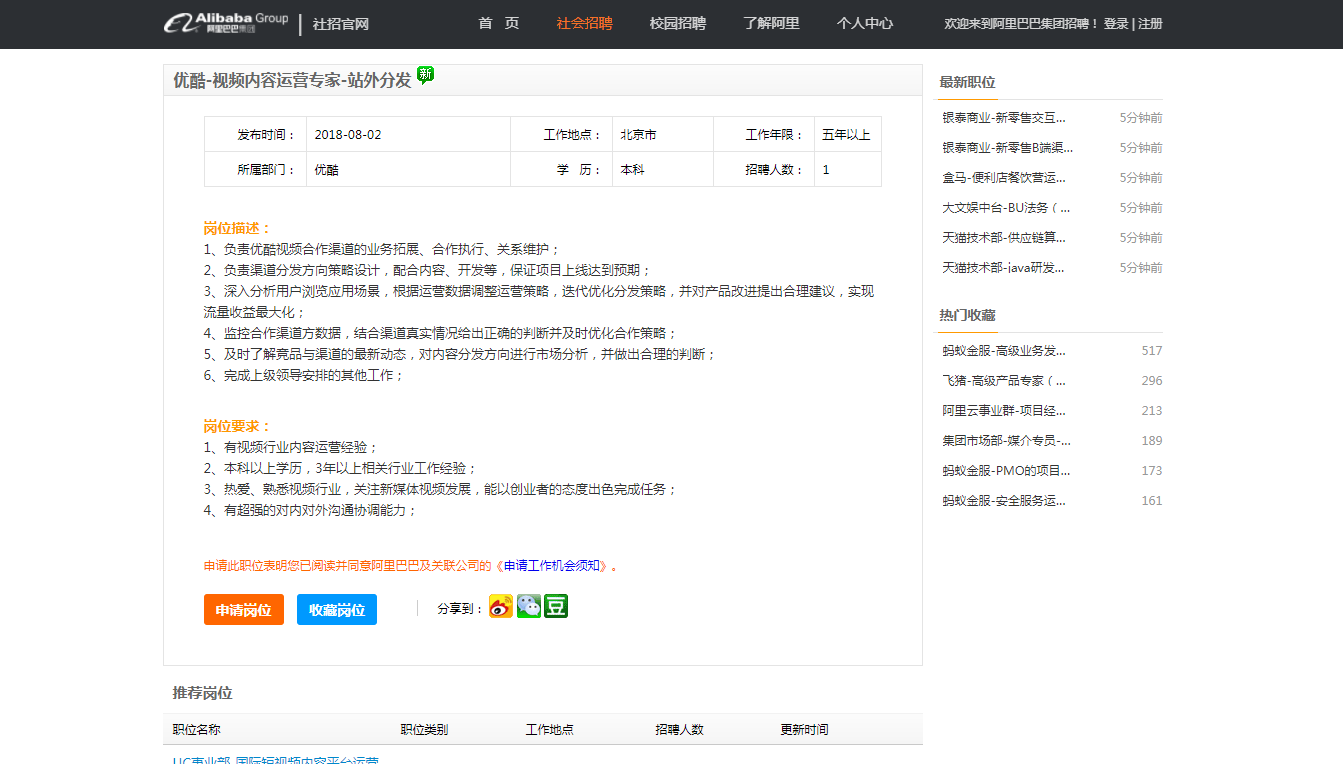 Alibaba Group
阿里巴巴集团
社招官网
首 页
社会招聘
校园招聘
了解阿里
个人中心
欢迎来到阿里巴巴集团招聘！ 登录 | 注册
优酷-视频内容运营专家-站外分发 新
发布时间： 2018-08-02 工作地点： 北京市 工作年限： 五年以上
所属部门： 优酷 学 历： 本科 招聘人数： 1
岗位描述：
1、负责优酷视频合作渠道的业务拓展、合作执行、关系维护；
2、负责渠道分发方向策略设计，配合内容、开发等，保证项目上线达到预期；
3、深入分析用户浏览应用场景，根据运营数据调整运营策略，迭代优化分发策略，并对产品改进提出合理建议，实现
流量收益最大化；
4、监控合作渠道方数据，结合渠道真实情况给出正确的判断并及时优化合作策略；
5、及时了解竞品与渠道的最新动态，对内容分发方向进行市场分析，并做出合理的判断；
6、完成上级领导安排的其他工作；
岗位要求：
1、有视频行业内容运营经验；
2、本科以上学历，3年以上相关行业工作经验；
3、热爱、熟悉视频行业，关注新媒体视频发展，能以创业者的态度出色完成任务；
4、有超强的对内对外沟通协调能力；
申请此职位表明您已阅读并同意阿里巴巴及关联公司的《申请工作机会须知》。
申请岗位 收藏岗位 分享到： 豆
推荐岗位
职位名称 职位类别 工作地点 招聘人数 更新时间
UC事业部-国际短视频内容平台运营
最新职位
银泰商业-新零售交互... 5分钟前
银泰商业-新零售B端渠... 5分钟前
盒马-便利店餐饮营运... 5分钟前
大文娱中台-BU法务（... 5分钟前
天猫技术部-供应链算... 5分钟前
天猫技术部-java研发... 5分钟前
热门收藏
蚂蚁金服-高级业务发... 517
飞猪-高级产品专家（... 296
阿里云事业群-项目经... 213
集团市场部-媒介专员-... 189
蚂蚁金服-PMO的项目... 173
蚂蚁金服-安全服务运... 161